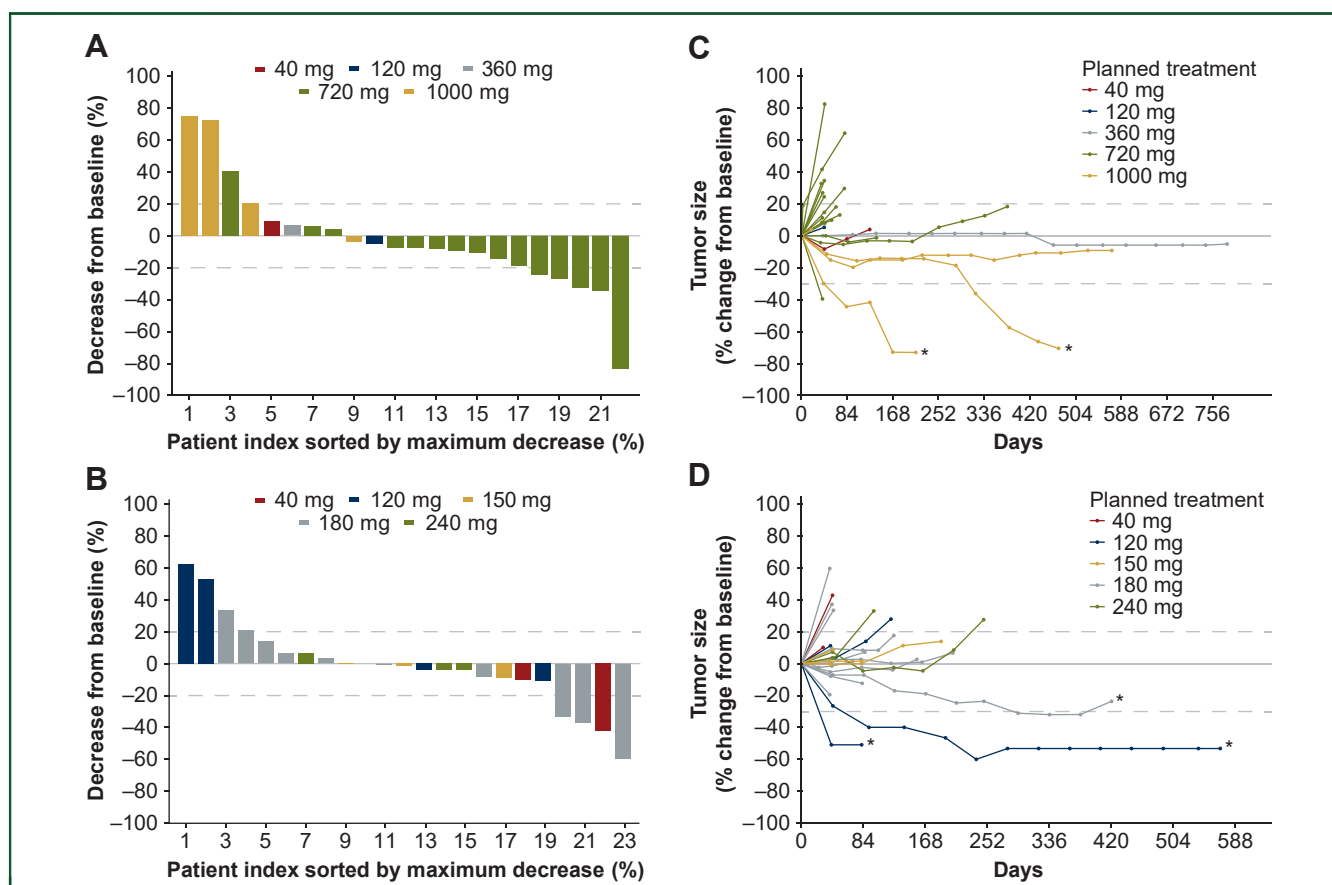 A
40 mg 120 mg 360 mg
720 mg 1000 mg
Decrease from baseline (%)
100
80
60
40
20
0
–20
–40
–60
–80
–100
1 3 5 7 9 11 13 15 17 19 21
Patient index sorted by maximum decrease (%)
C
Planned treatment
40 mg
120 mg
360 mg
720 mg
1000 mg
Tumor size
(% change from baseline)
100
80
60
40
20
0
–20
–40
–60
–80
–100
*
*
0 84 168 252 336 420 504 588 672 756
Days
B
40 mg 120 mg 150 mg
180 mg 240 mg
Decrease from baseline (%)
100
80
60
40
20
0
–20
–40
–60
–80
–100
1 3 5 7 9 11 13 15 17 19 21 23
Patient index sorted by maximum decrease (%)
D
Planned treatment
40 mg
120 mg
150 mg
180 mg
240 mg
Tumor size
(% change from baseline)
100
80
60
40
20
0
–20
–40
–60
–80
–100
*
*
*
0 84 168 252 336 420 504 588
Days